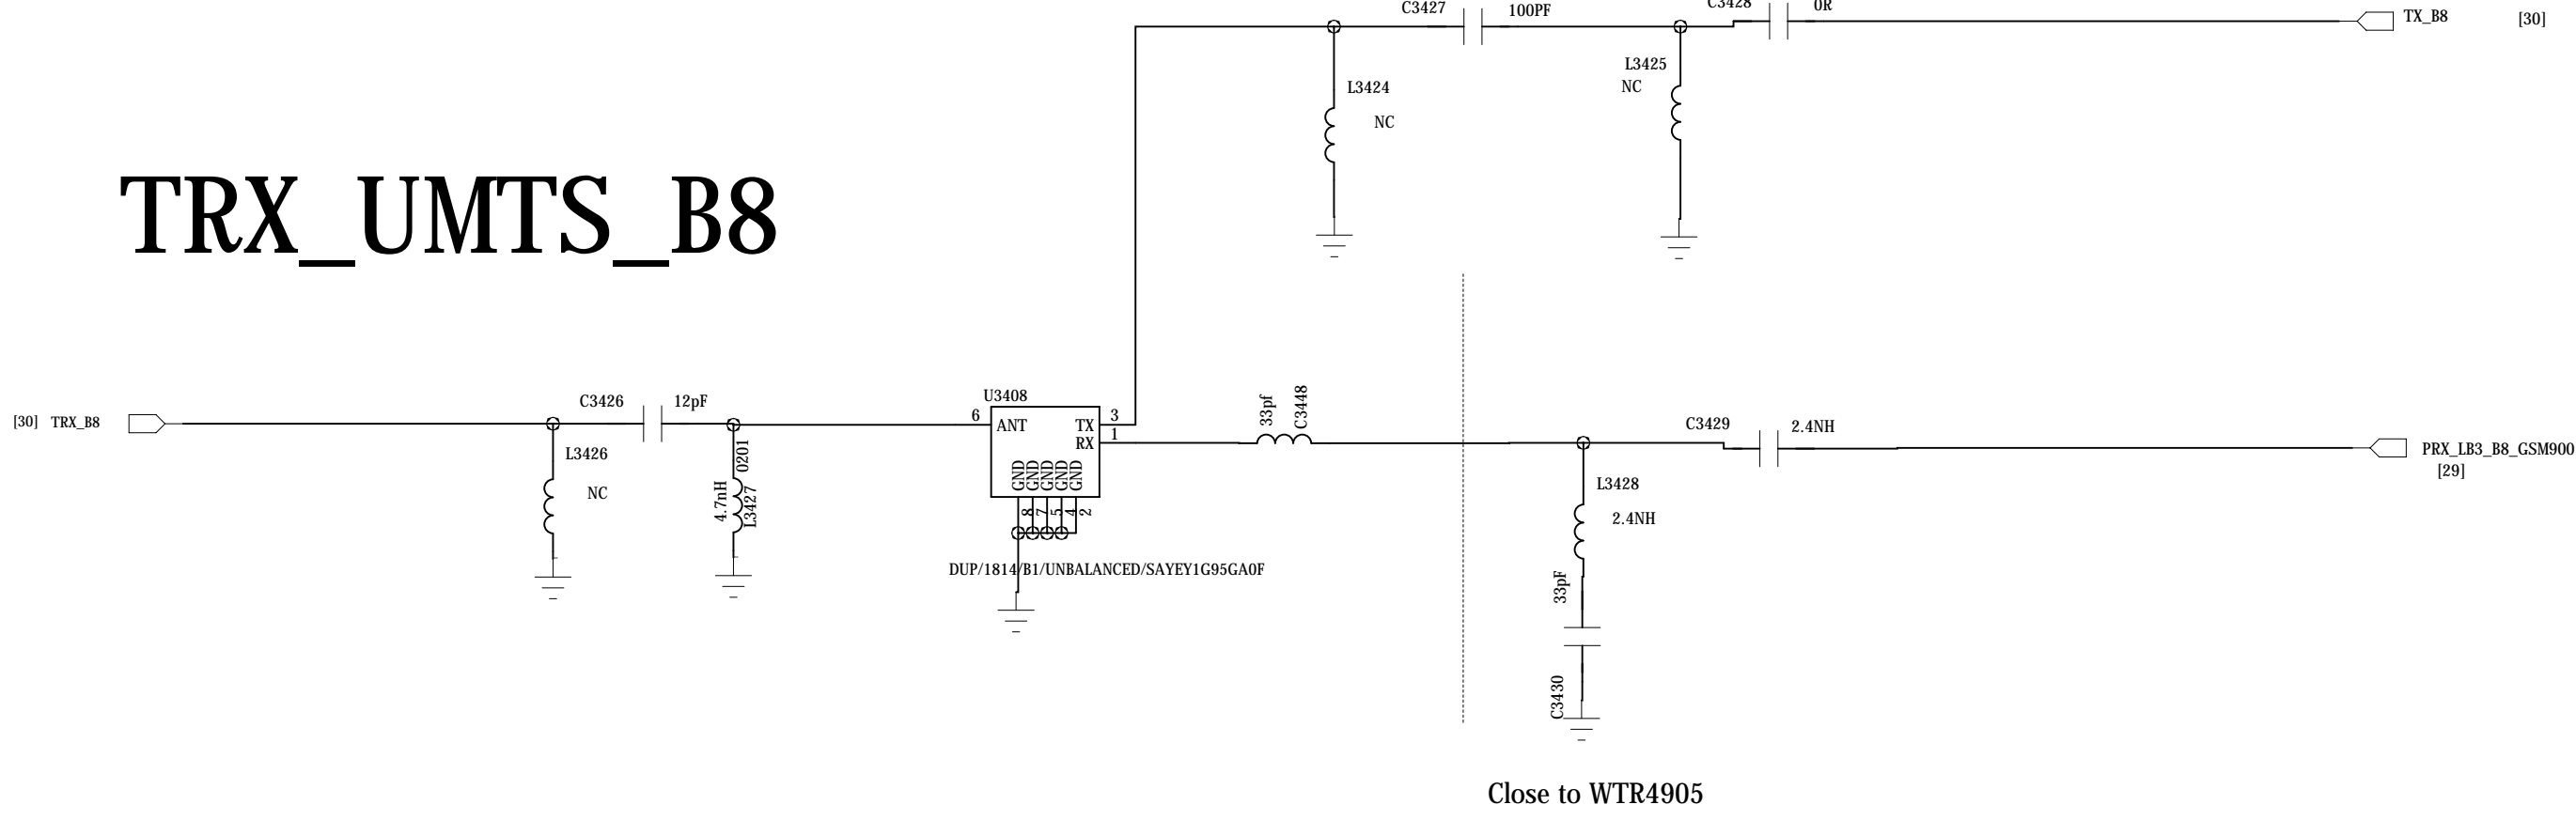 C3427
100PF
C3428
0R
TX_B8
[30]
L3424
NC
L3425
NC
TRX_UMTS_B8
[30]
TRX_B8
C3426
12pF
L3426
NC
0201
4.7nH
L3427
U3408
6
ANT
TX
3
RX
1
GND
GND
GND
GND
GND
8
7
5
4
2
DUP/1814/B1/UNBALANCED/SAYEY1G95GA0F
33pf
C3448
C3429
2.4NH
PRX_LB3_B8_GSM900
[29]
L3428
2.4NH
33pF
C3430
Close to WTR4905